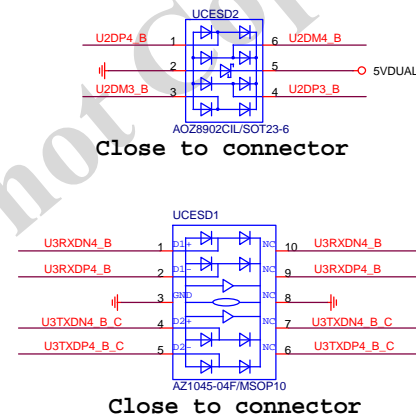 UCESD2
U2DP4_B 1 6 U2DM4_B
2 5 5VDUAL
U2DM3_B 3 4 U2DP3_B
AOZ8902CIL/SOT23-6
Close to connector
not Cop
UCESD1
U3RXDN4_B 1 D1+ NC 10 U3RXDN4_B
U3RXDP4_B 2 D1- NC 9 U3RXDP4_B
3 GND NC 8
U3TXDN4_B_C 4 D2+ NC 7 U3TXDN4_B_C
U3TXDP4_B_C 5 D2- NC 6 U3TXDP4_B_C
AZ1045-04F/MSOP10
Close to connector